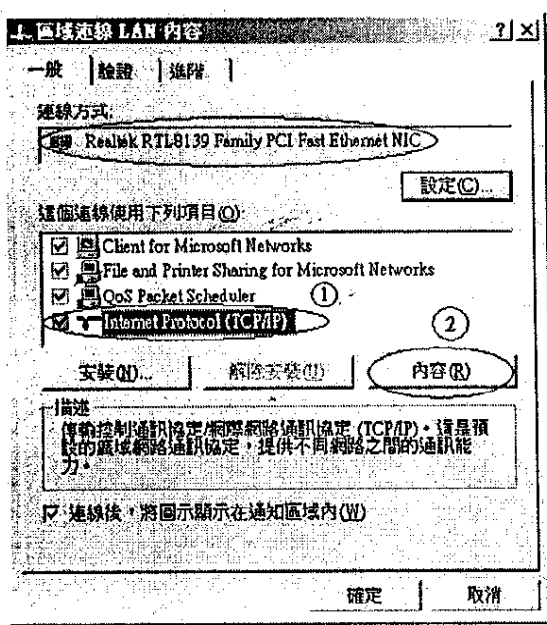 區域連線 LAN 內容
一般 驗證 進階
連線方式:
Realtek RTL8139 Family PCI Fast Ethernet NIC
設定(C)...
這個連線使用下列項目(O):
Client for Microsoft Networks
File and Printer Sharing for Microsoft Networks
QoS Packet Scheduler ①
Internet Protocol (TCP/IP)
②
安裝(N)... 解除安裝(U) 內容(R)
描述
傳輸控制通訊協定/網際網路通訊協定 (TCP/IP)。這是預
設的廣域網路通訊協定,提供不同網路之間的通訊能
力。
連線後,將圖示顯示在通知區域內(W)
確定 取消